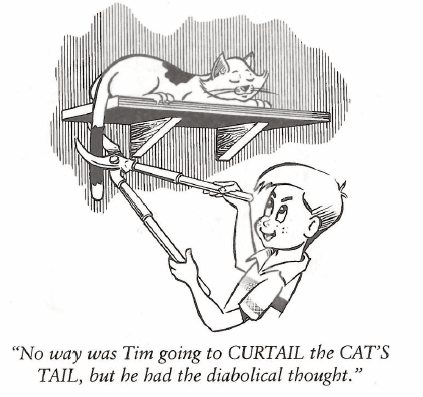 “No way was Tim going to CURTAIL the CAT’S
TAIL, but he had the diabolical thought.”